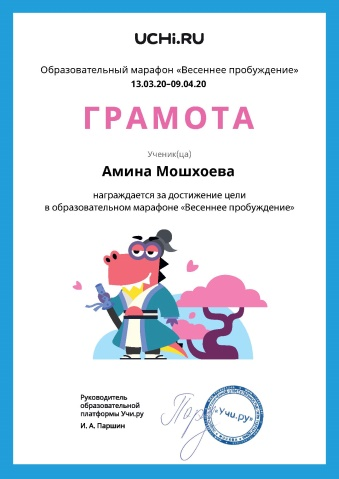 UCHi.RU
Образовательный марафон «Весеннее пробуждение»
13.03.20–09.04.20
ГРАМОТА
Ученик(ца)
Амина Мошхоева
награждается за достижение цели
в образовательном марафоне «Весеннее пробуждение»
Руководитель
образовательной
платформы Учи.ру
И. А. Паршин
«Учи.ру»